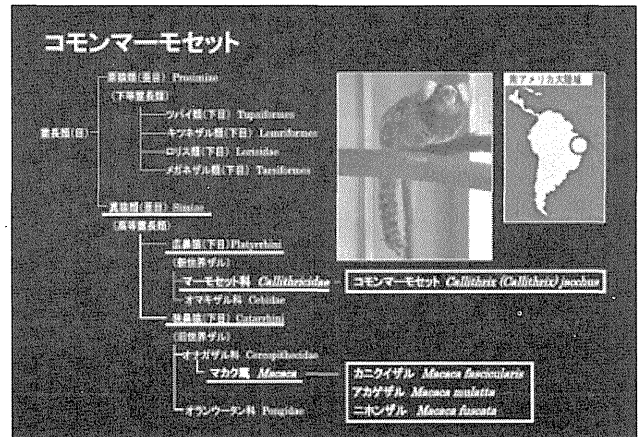 コモンマーモセット
原猿類(亜目) Prosimiae
(下等霊長類)
ツパイ類(下目) Tupaiformes
霊長類(目)
キツネザル類(下目) Lemuriformes
ロリス類(下目) Lorisidae
メガネザル類(下目) Tarsiformes
真猿類(亜目) Simiae
(高等霊長類)
広鼻類(下目) Platyrrhini
(新世界ザル)
マーモセット科 Callithricidae
コモンマーモセット Callithrix (Callithrix) jacchus
オマキザル科 Cebidae
狭鼻類(下目) Catarrhini
(旧世界ザル)
オナガザル科 Cercopithecidae
マカク属 Macaca
カニクイザル Macaca fascicularis
アカゲザル Macaca mulatta
ニホンザル Macaca fuscata
オランウータン科 Pongidae
南アメリカ大陸域